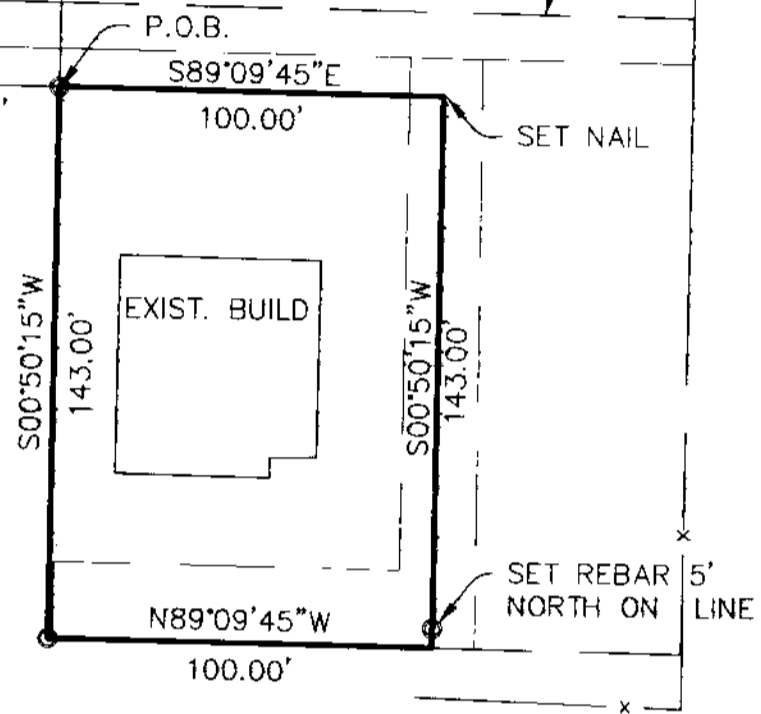 P.O.B.
S89°09'45"E
100.00'
SET NAIL
'
EXIST. BUILD
S00°50'15"W
143.00'
S00°50'15"W
143.00'
SET REBAR 5'
NORTH ON LINE
N89°09'45"W
100.00'
x
x